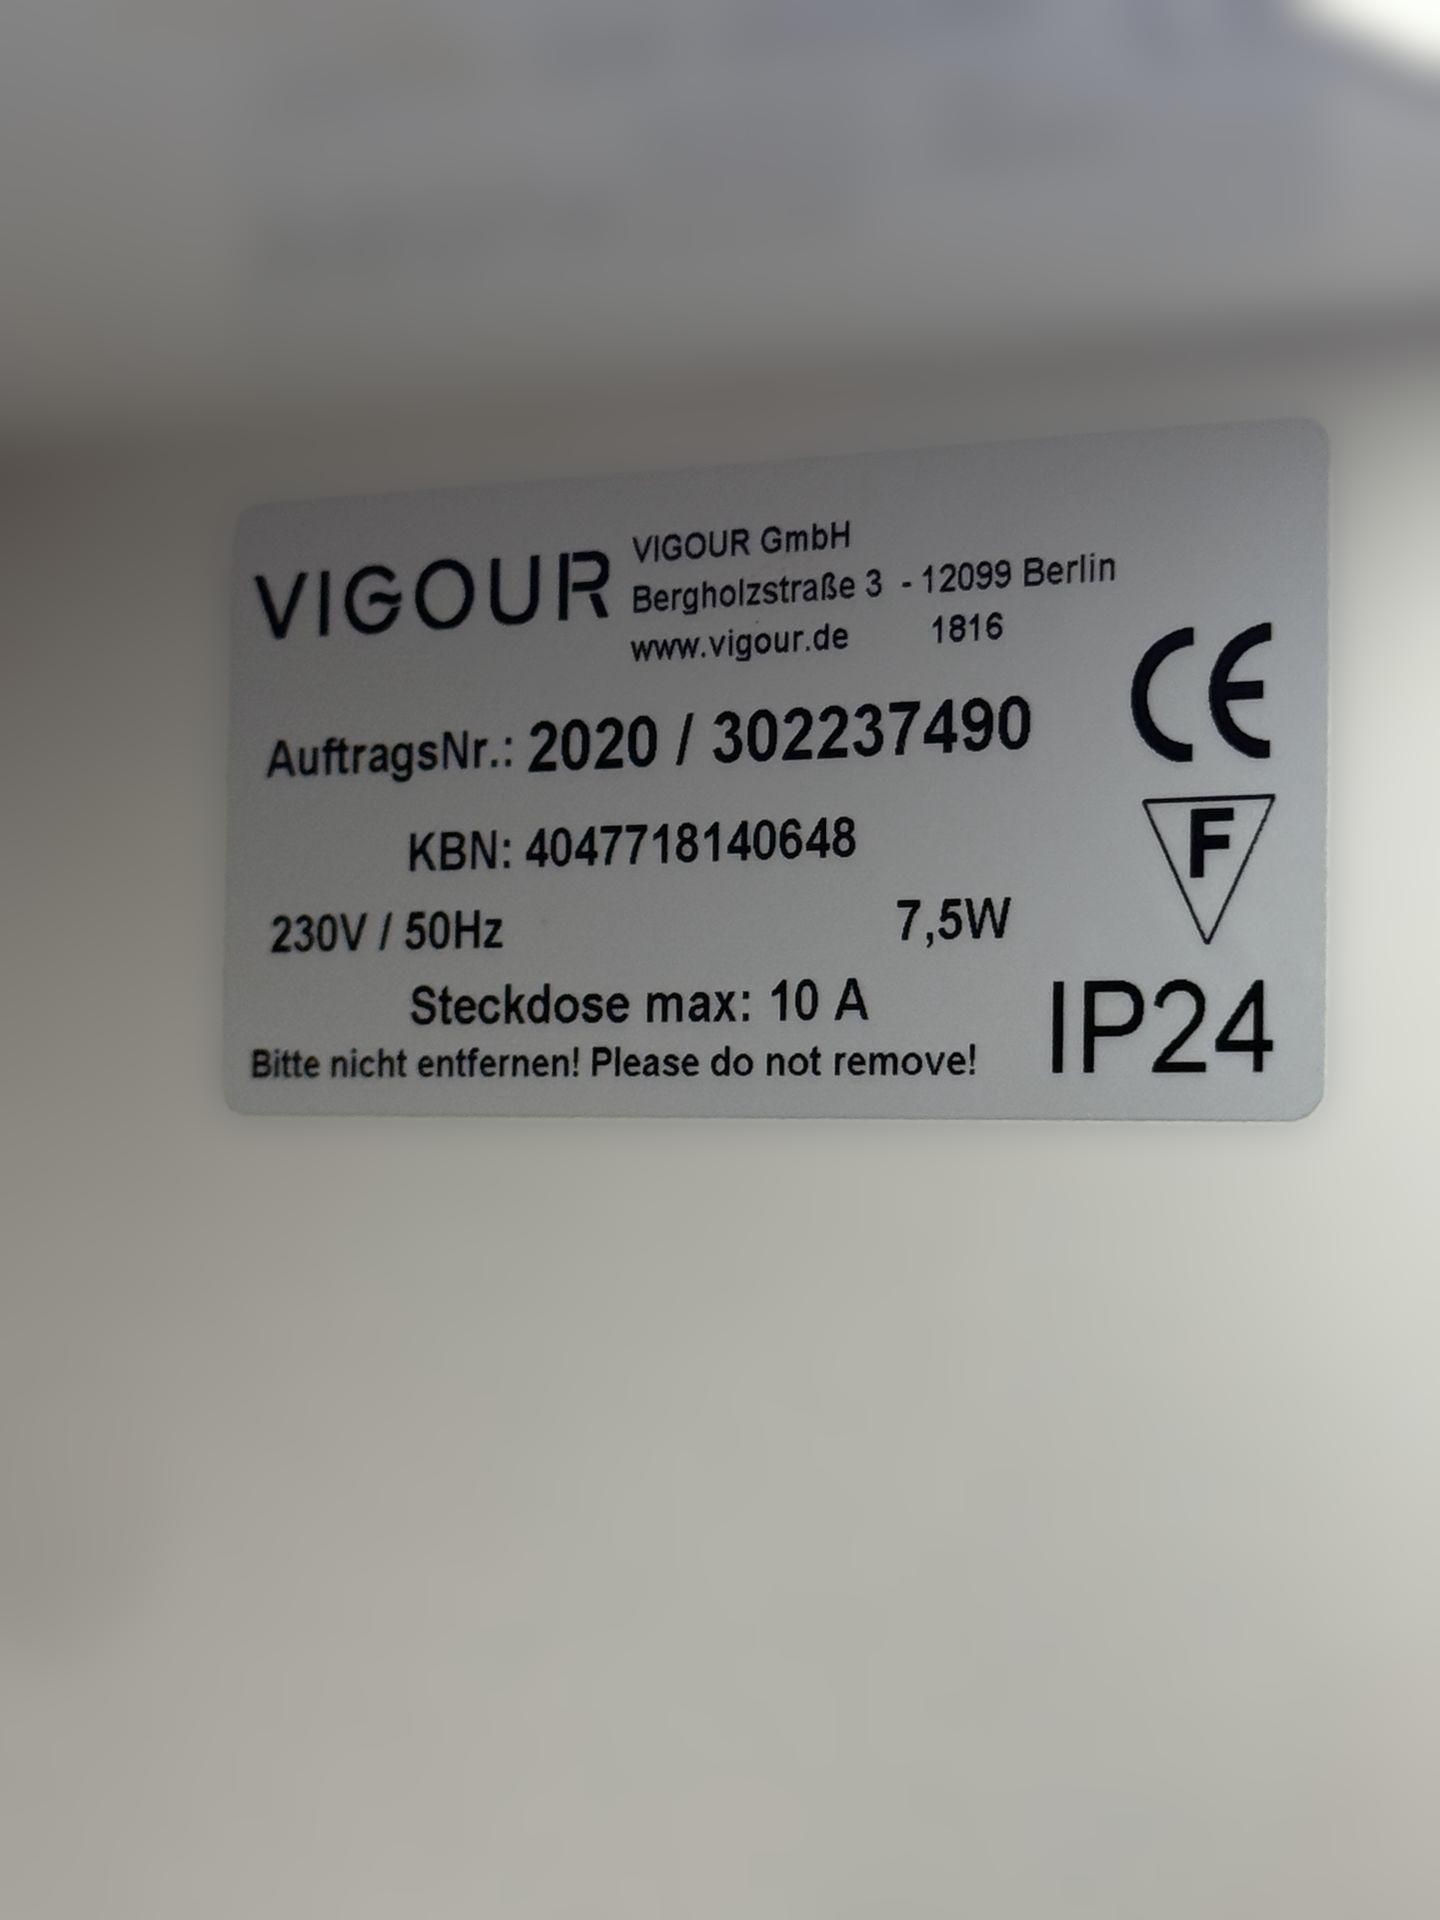 VIGOUR
VIGOUR GmbH
Bergholzstraße 3 - 12099 Berlin
www.vigour.de 1816
CE
AuftragsNr.: 2020 / 302237490
KBN: 4047718140648
F
230V / 50Hz 7,5W
Steckdose max: 10 A
IP24
Bitte nicht entfernen! Please do not remove!